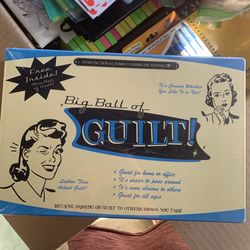 DYSFUNCTIONAL FAMILY COMMUNICATIONS
Free Inside!
It's Coming Whether
You Like It or Not!
Big Ball of
GUILT!
Lighter Than
Actual Guilt!
• Great for home or office
• It's easier to pass around
• It's more obvious to others
• Great for all ages
BECAUSE PASSING ON GUILT TO OTHERS SHOWS YOU CARE